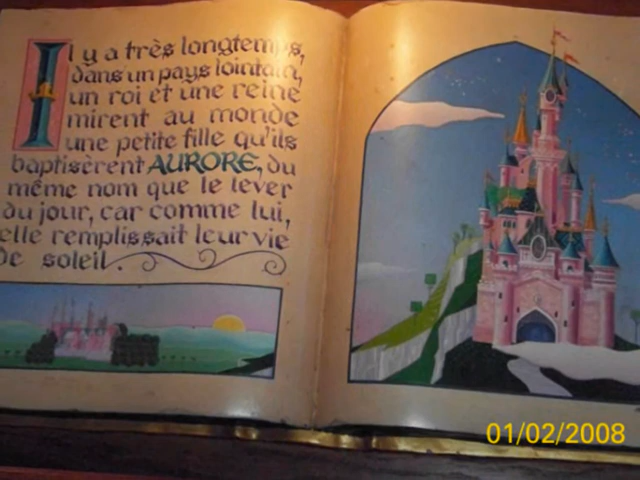 Il y a très longtemps,
dans un pays lointain,
un roi et une reine
mirent au monde
une petite fille qu'ils
baptisèrent AURORE, du
même nom que le lever
du jour, car comme lui,
elle remplissait leur vie
de soleil.
01/02/2008